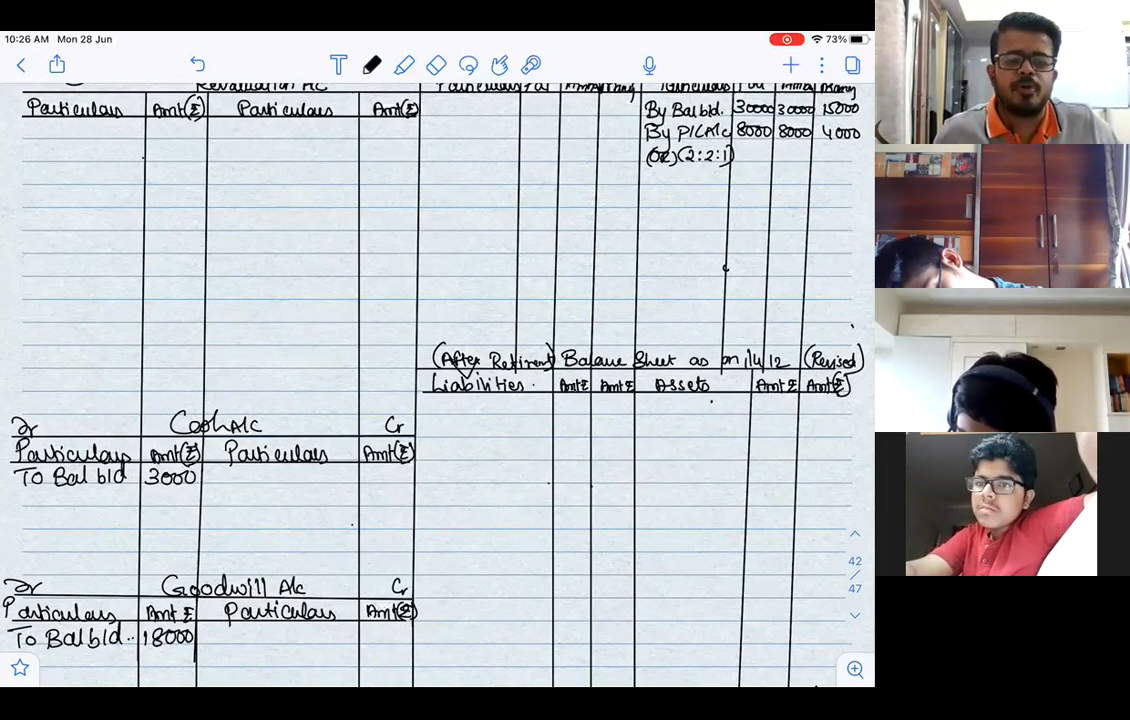 10:26 AM Mon 28 Jun
73%
Revaluation A/C
Particulars Amt(₹) Particulars Amt(₹)
By Bal b/d. 30000 30000 15000
By P/L A/c 8000 8000 4000
(OR) (2:2:1)
(After Retirement) Balance Sheet as on 1/4/12 (Revised)
Liabilities. Amt ₹ Amt ₹ Assets Amt ₹ Amt(₹)
Dr Cash A/c Cr
Particulars Amt(₹) Particulars Amt(₹)
To Bal b/d 3000
42
/
47
Dr Goodwill A/c Cr
Particulars Amt ₹ Particulars Amt(₹)
To Bal b/d.. 18000